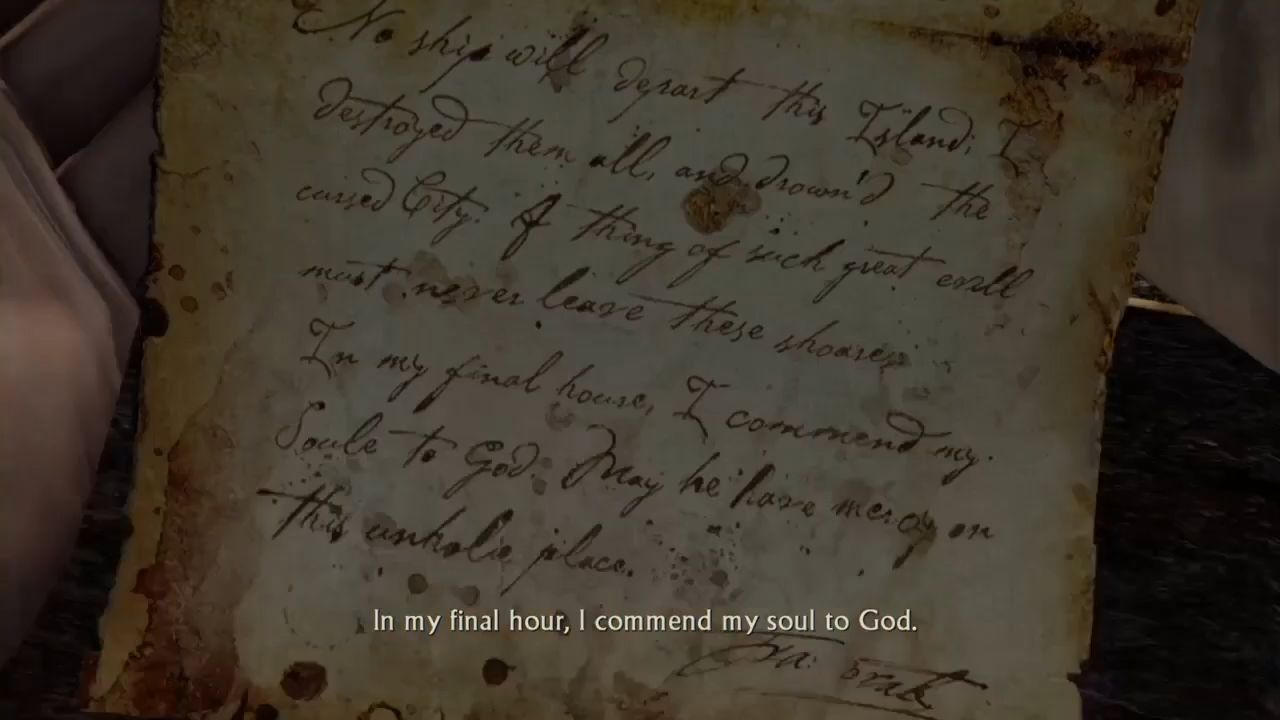 No ship will depart this Island; I
destroyed them all, and drown'd the
cursed City. A thing of such great evill
must never leave these shoares.
In my final houre, I commend my
Soule to God. May he have mercy on
this unholie place.
In my final hour, I commend my soul to God.
Fra: Drak